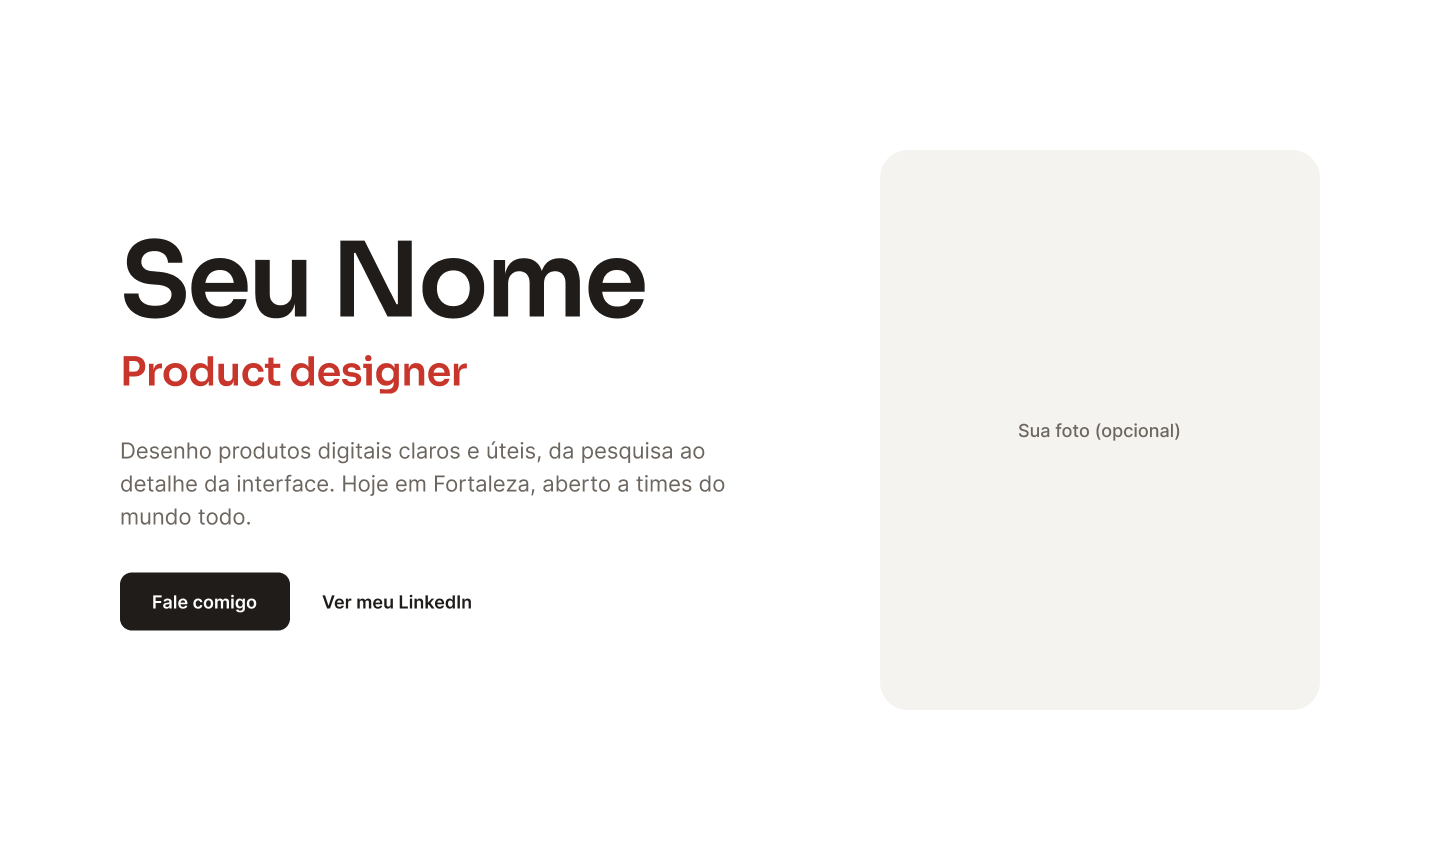 Seu Nome
Product designer
Desenho produtos digitais claros e úteis, da pesquisa ao
detalhe da interface. Hoje em Fortaleza, aberto a times do
mundo todo.
Fale comigo
Ver meu LinkedIn
Sua foto (opcional)